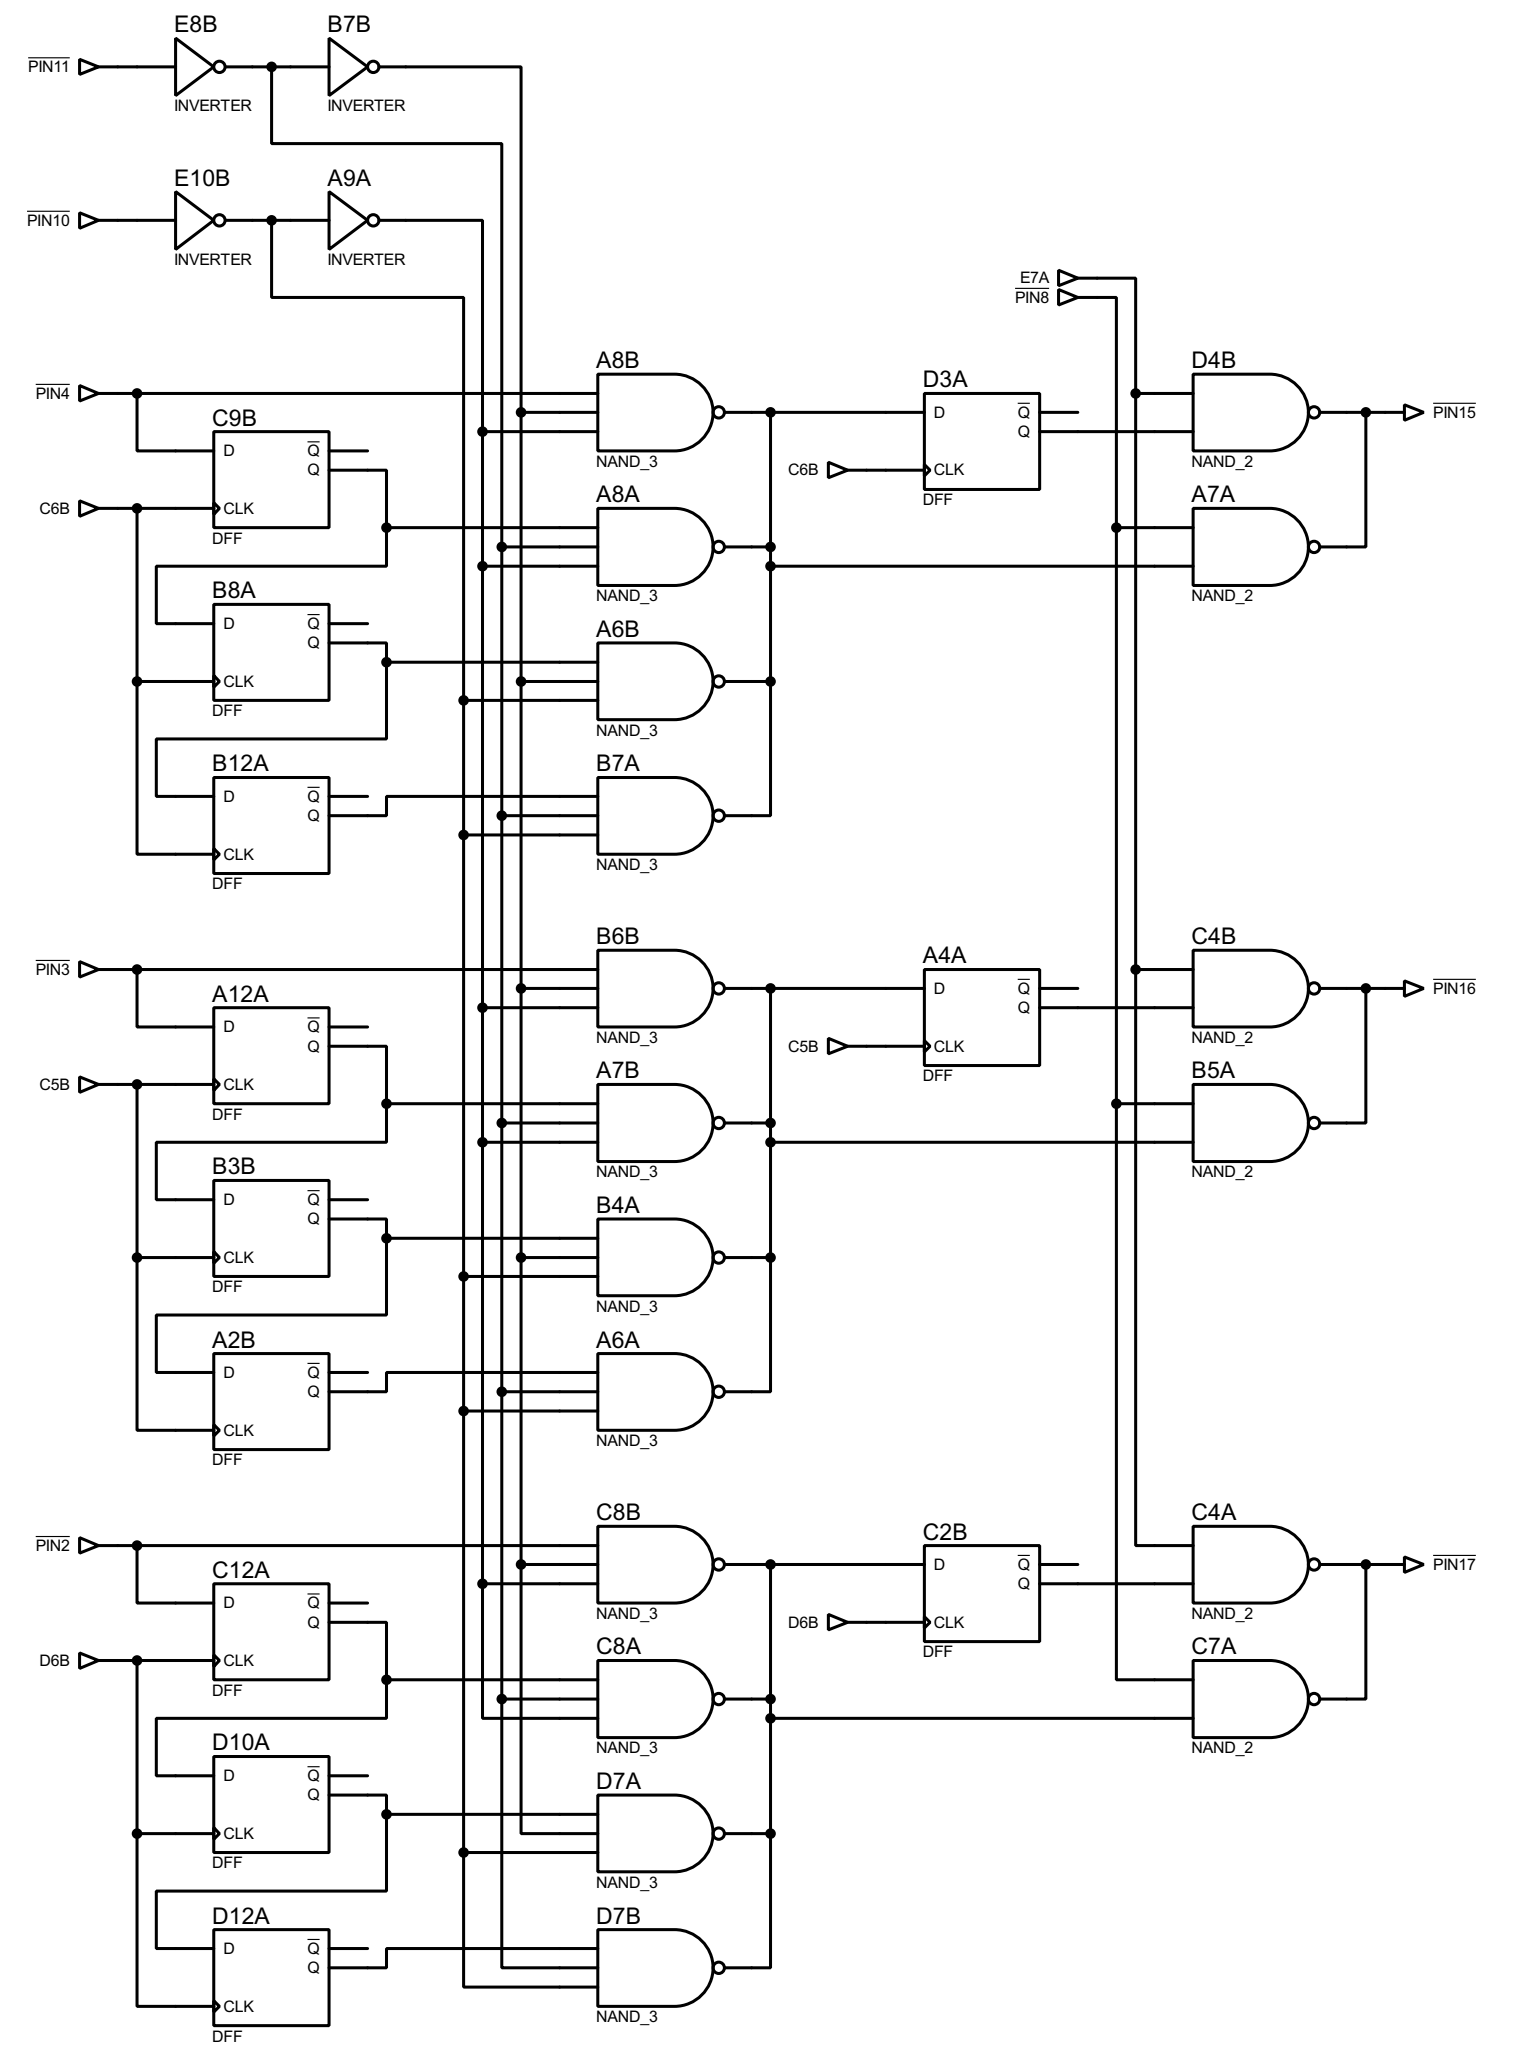 E8B B7B
PIN11
INVERTER INVERTER
E10B A9A
PIN10
INVERTER INVERTER
E7A
PIN8
A8B D4B
D3A
PIN4
C9B D Q PIN15
D Q Q
Q NAND_3 C6B CLK NAND_2
A8A DFF A7A
C6B CLK
DFF
B8A NAND_3 NAND_2
D Q A6B
Q
CLK
DFF NAND_3
B12A B7A
D Q
Q
CLK NAND_3
DFF
B6B C4B
A4A
PIN3
A12A D Q PIN16
D Q Q
Q NAND_3 C5B CLK NAND_2
A7B DFF B5A
C5B CLK
DFF
B3B NAND_3 NAND_2
D Q B4A
Q
CLK
DFF NAND_3
A2B A6A
D Q
Q
CLK NAND_3
DFF
C8B C4A
C2B
PIN2
C12A D Q PIN17
D Q Q
Q NAND_3 D6B CLK NAND_2
C8A DFF C7A
D6B CLK
DFF
D10A NAND_3 NAND_2
D Q D7A
Q
CLK
DFF NAND_3
D12A D7B
D Q
Q
CLK NAND_3
DFF